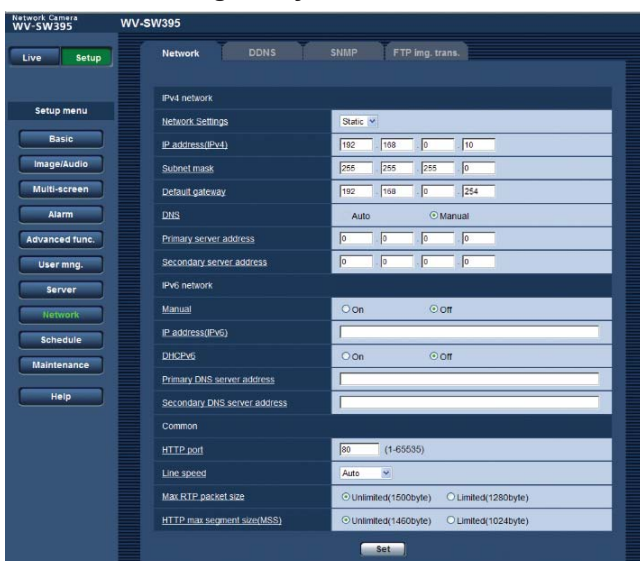 Network Camera
WV-SW395
WV-SW395
Live Setup
Network DDNS SNMP FTP img. trans.
Setup menu
Basic
Image/Audio
Multi-screen
Alarm
Advanced func.
User mng.
Server
Network
Schedule
Maintenance
Help
IPv4 network
Network Settings Static
IP address(IPv4) 192 . 168 . 0 . 10
Subnet mask 255 . 255 . 255 . 0
Default gateway 192 . 168 . 0 . 254
DNS Auto Manual
Primary server address 0 . 0 . 0 . 0
Secondary server address 0 . 0 . 0 . 0
IPv6 network
Manual On Off
IP address(IPv6)
DHCPv6 On Off
Primary DNS server address
Secondary DNS server address
Common
HTTP port 80 (1-65535)
Line speed Auto
Max RTP packet size Unlimited(1500byte) Limited(1280byte)
HTTP max segment size(MSS) Unlimited(1460byte) Limited(1024byte)
Set